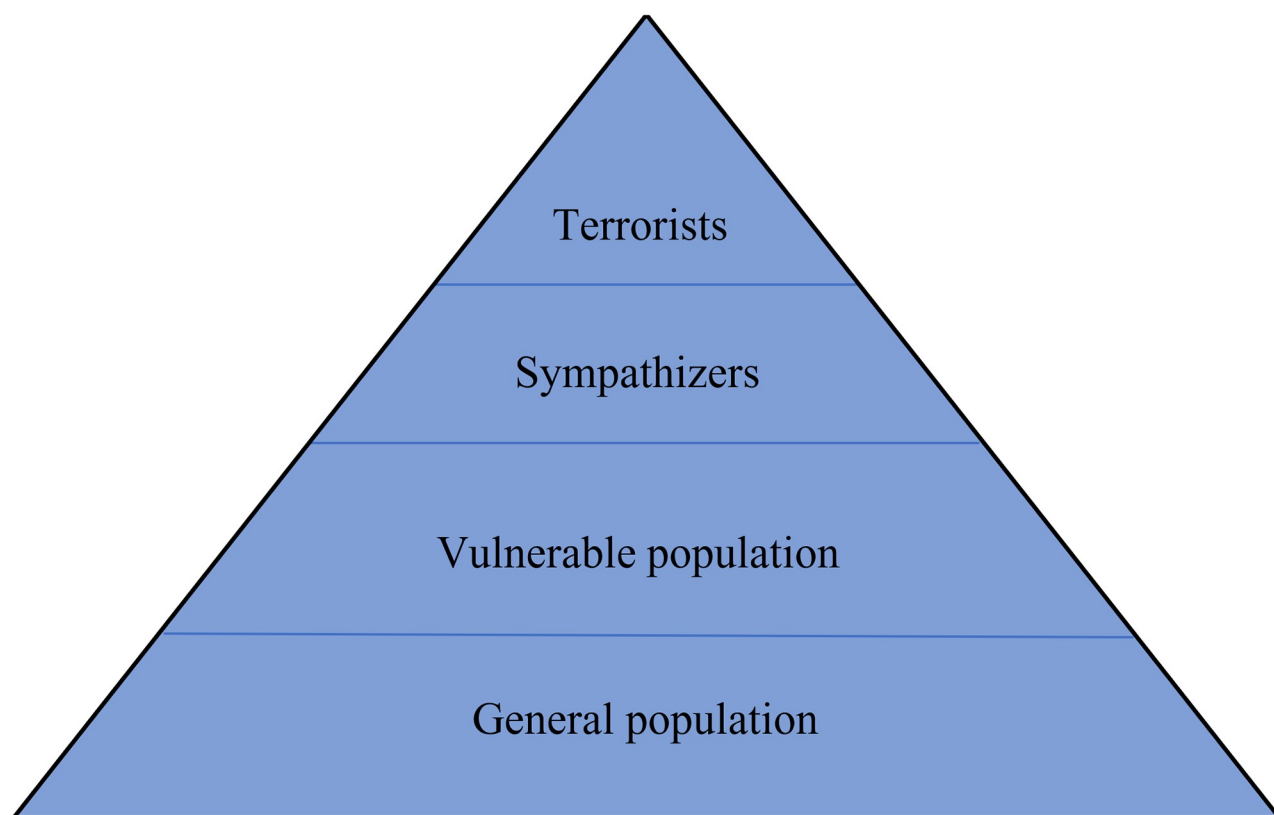 Terrorists
Sympathizers
Vulnerable population
General population